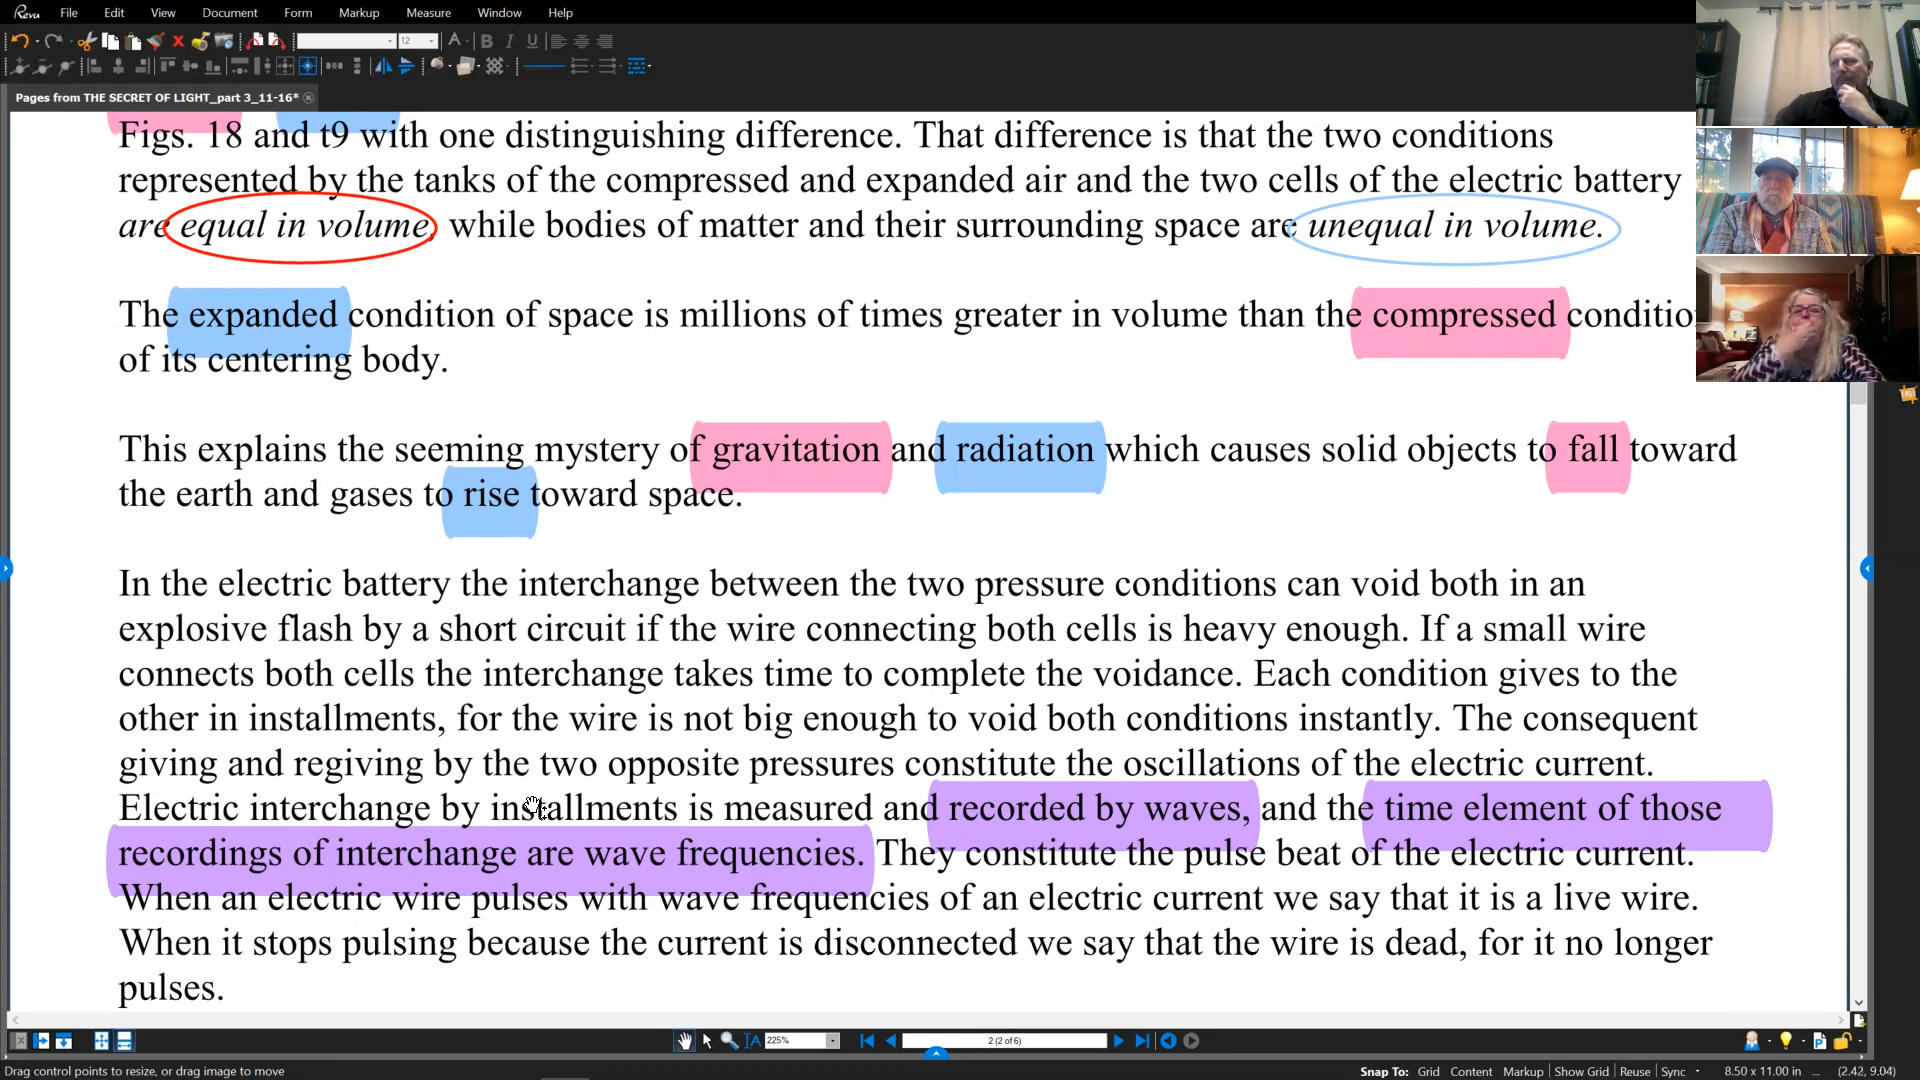 Revu File Edit View Document Form Markup Measure Window Help
12
Pages from THE SECRET OF LIGHT_part 3_11-16*
Figs. 18 and t9 with one distinguishing difference. That difference is that the two conditions
represented by the tanks of the compressed and expanded air and the two cells of the electric battery
are equal in volume, while bodies of matter and their surrounding space are unequal in volume.
The expanded condition of space is millions of times greater in volume than the compressed conditio
of its centering body.
This explains the seeming mystery of gravitation and radiation which causes solid objects to fall toward
the earth and gases to rise toward space.
In the electric battery the interchange between the two pressure conditions can void both in an
explosive flash by a short circuit if the wire connecting both cells is heavy enough. If a small wire
connects both cells the interchange takes time to complete the voidance. Each condition gives to the
other in installments, for the wire is not big enough to void both conditions instantly. The consequent
giving and regiving by the two opposite pressures constitute the oscillations of the electric current.
Electric interchange by installments is measured and recorded by waves, and the time element of those
recordings of interchange are wave frequencies. They constitute the pulse beat of the electric current.
When an electric wire pulses with wave frequencies of an electric current we say that it is a live wire.
When it stops pulsing because the current is disconnected we say that the wire is dead, for it no longer
pulses.
225% 2 (2 of 6)
Drag control points to resize, or drag image to move Snap To: Grid Content Markup Show Grid Reuse Sync 8.50 x 11.00 in ... (2.42, 9.04)